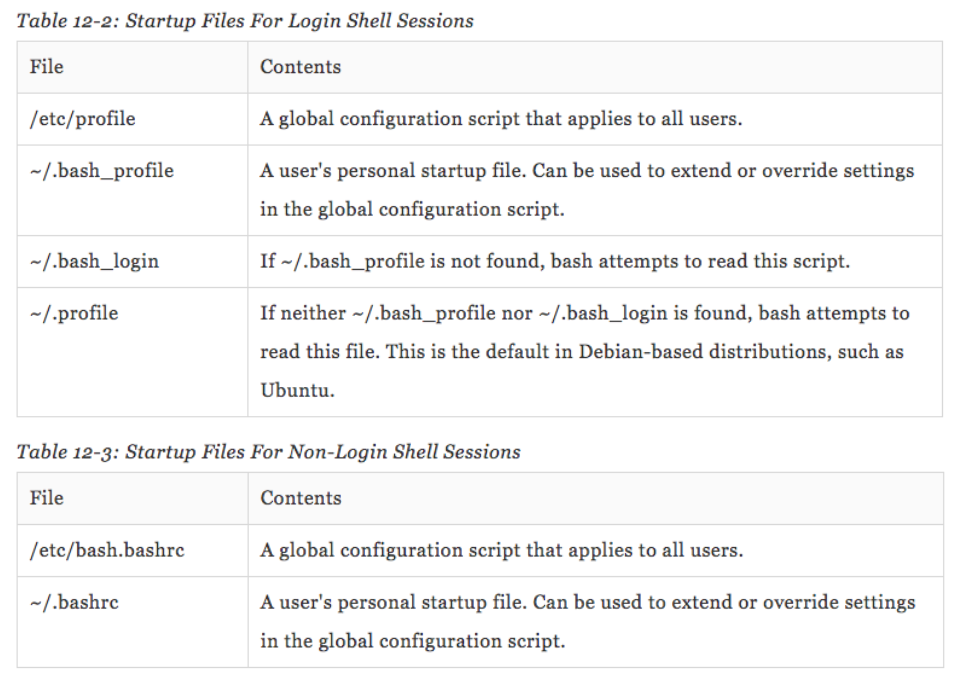 Table 12-2: Startup Files For Login Shell Sessions
File Contents
/etc/profile A global configuration script that applies to all users.
~/.bash_profile A user's personal startup file. Can be used to extend or override settings
in the global configuration script.
~/.bash_login If ~/.bash_profile is not found, bash attempts to read this script.
~/.profile If neither ~/.bash_profile nor ~/.bash_login is found, bash attempts to
read this file. This is the default in Debian-based distributions, such as
Ubuntu.
Table 12-3: Startup Files For Non-Login Shell Sessions
File Contents
/etc/bash.bashrc A global configuration script that applies to all users.
~/.bashrc A user's personal startup file. Can be used to extend or override settings
in the global configuration script.